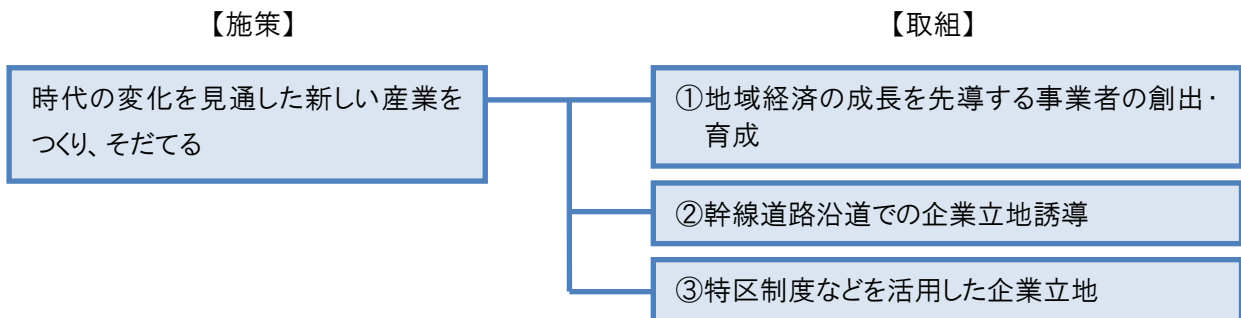 【施策】
【取組】
時代の変化を見通した新しい産業を
つくり、そだてる
①地域経済の成長を先導する事業者の創出・
育成
②幹線道路沿道での企業立地誘導
③特区制度などを活用した企業立地